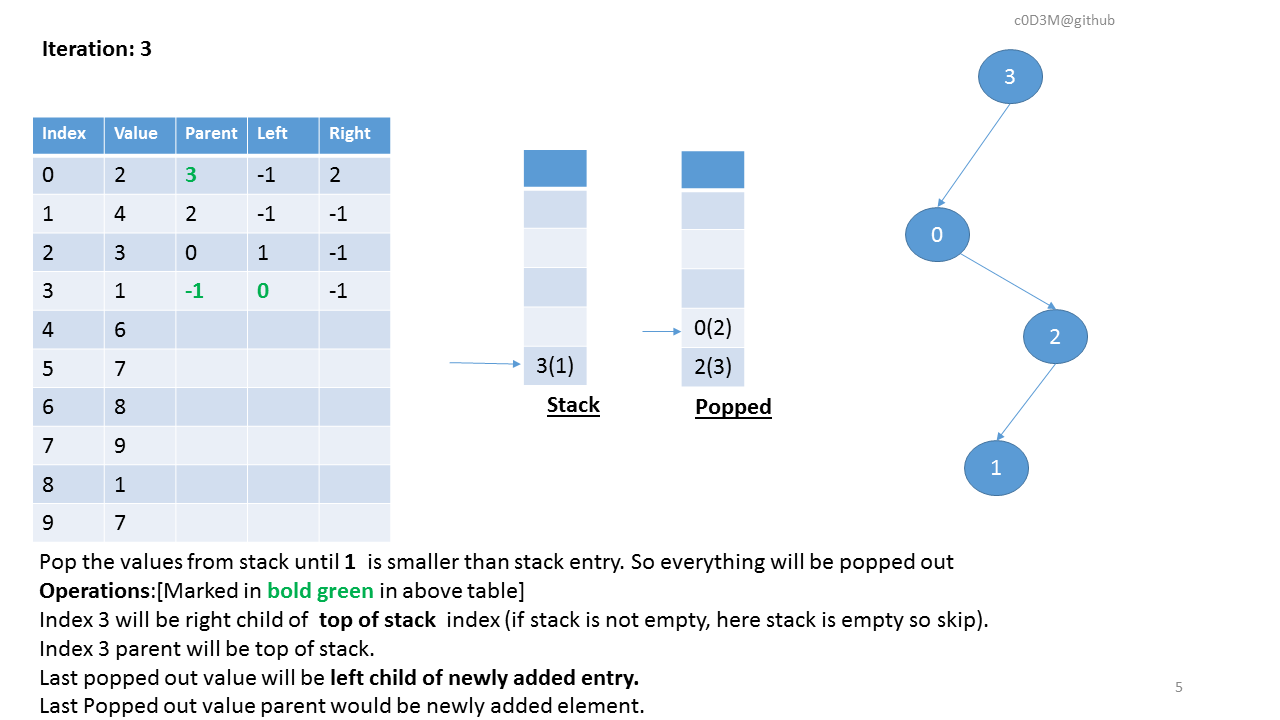 c0D3M@github
Iteration: 3
Index Value Parent Left Right
0 2 3 -1 2
1 4 2 -1 -1
2 3 0 1 -1
3 1 -1 0 -1
4 6
5 7
6 8
7 9
8 1
9 7
3(1)
Stack
0(2)
2(3)
Popped
3
0
2
1
Pop the values from stack until 1 is smaller than stack entry. So everything will be popped out
Operations:[Marked in bold green in above table]
Index 3 will be right child of top of stack index (if stack is not empty, here stack is empty so skip).
Index 3 parent will be top of stack.
Last popped out value will be left child of newly added entry.
Last Popped out value parent would be newly added element.
5